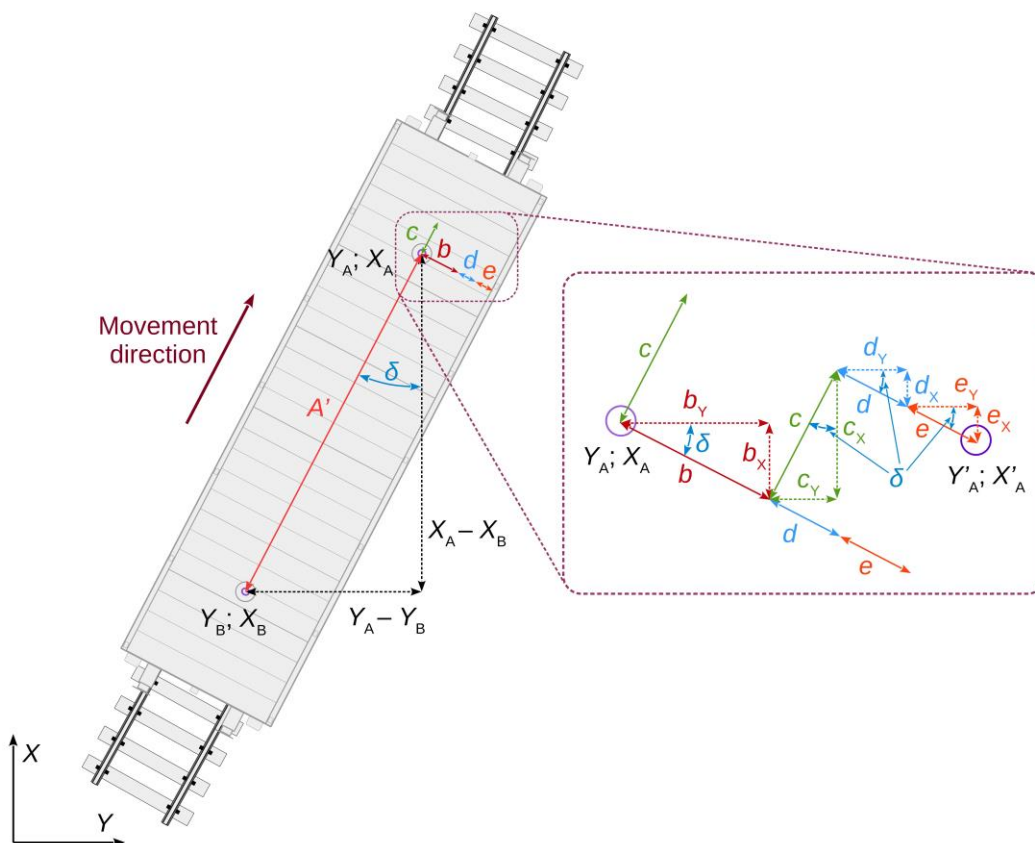 c
Y_A; X_A
b
d
e
Movement
direction
δ
A'
d_Y
d_X
e_Y
e_X
c
b_Y
d
c
c_X
e
Y_A; X_A
δ
b_X
b
c_Y
δ
Y'_A; X'_A
d
e
X_A – X_B
Y_B; X_B
Y_A – Y_B
X
Y